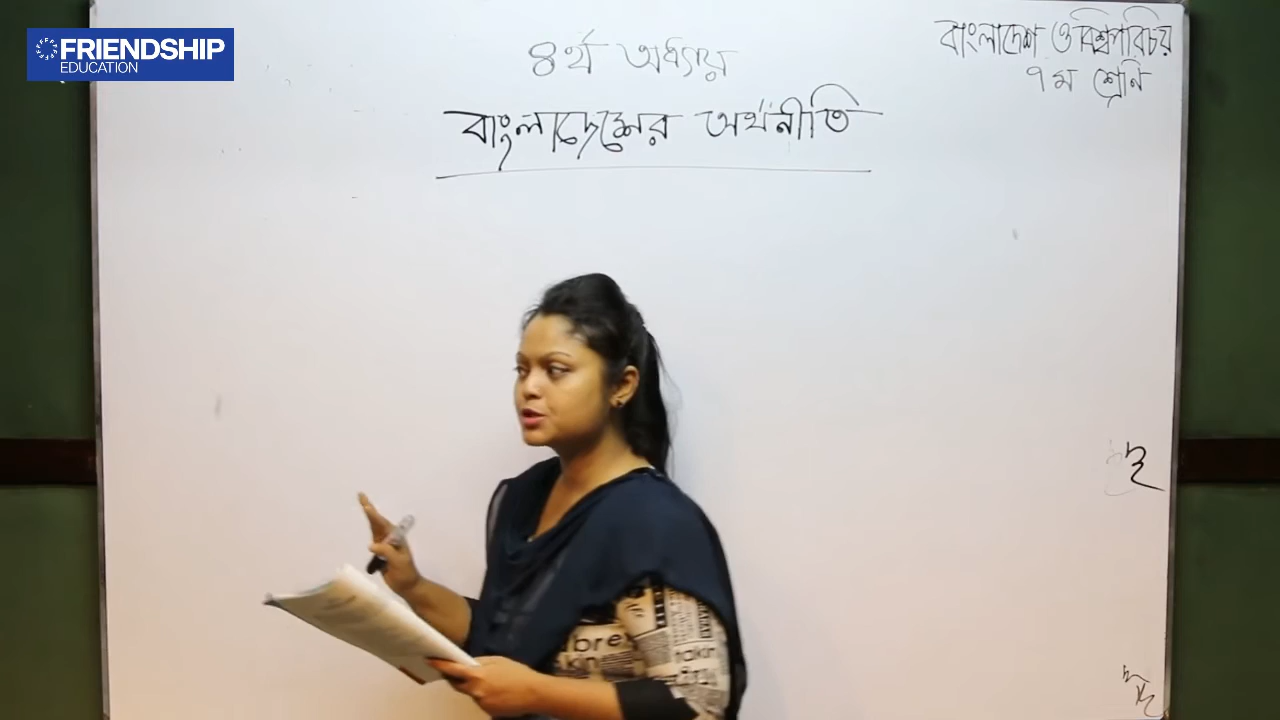 FRIENDSHIP
EDUCATION
বাংলাদেশ ও বিশ্বপরিচয়
৭ম শ্রেনি
৪র্থ অধ্যায়
বাংলাদেশের অর্থনীতি